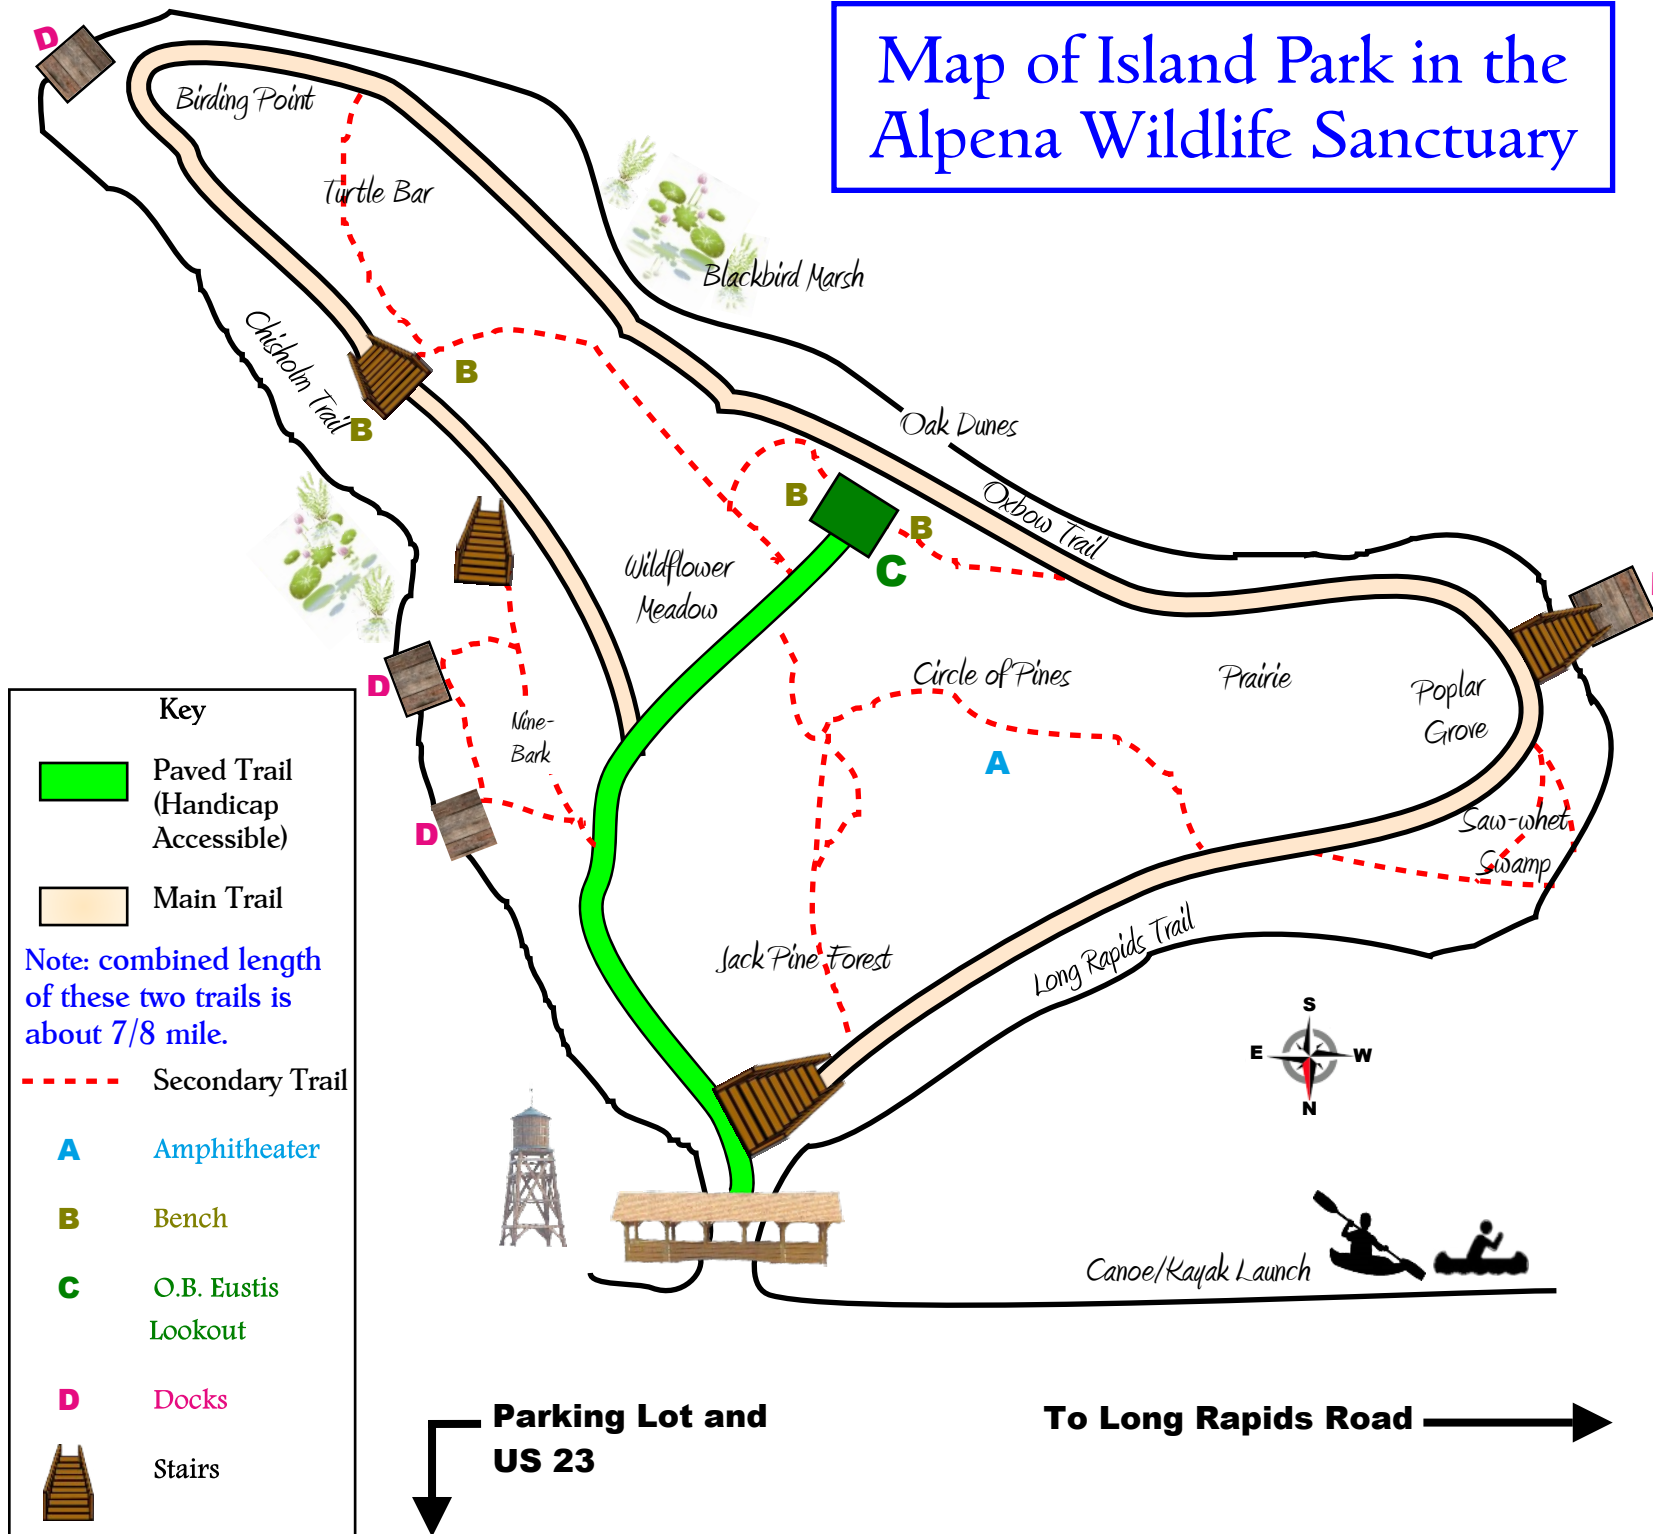 Map of Island Park in the
Alpena Wildlife Sanctuary
D
Birding Point
Turtle Bar
Blackbird Marsh
Chisholm Trail
B
B
Oak Dunes
Oxbow Trail
B
B
C
Wildflower
Meadow
Circle of Pines
Prairie
Poplar
Grove
A
D
Nine-
Bark
D
Saw-whet
Swamp
Jack Pine Forest
Long Rapids Trail
S
E
W
N
Canoe/Kayak Launch
Parking Lot and
US 23
To Long Rapids Road
Key
Paved Trail
(Handicap
Accessible)
Main Trail
Note: combined length
of these two trails is
about 7/8 mile.
Secondary Trail
A Amphitheater
B Bench
C O.B. Eustis
Lookout
D Docks
Stairs